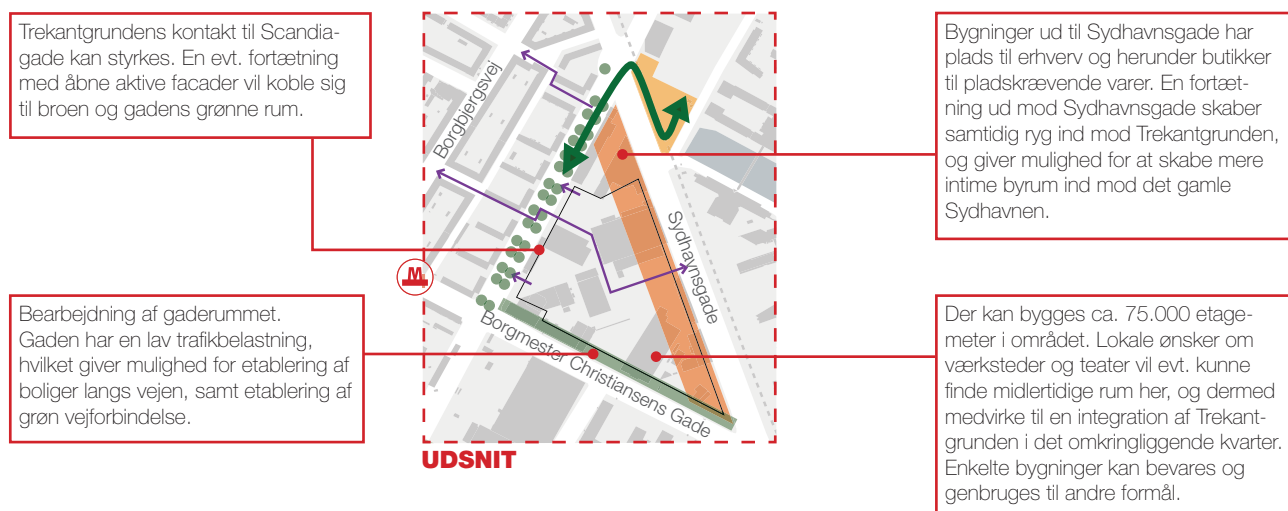 Trekantgrundens kontakt til Scandia-
gade kan styrkes. En evt. fortætning
med åbne aktive facader vil koble sig
til broen og gadens grønne rum.
Bearbejdning af gaderummet.
Gaden har en lav trafikbelastning,
hvilket giver mulighed for etablering af
boliger langs vejen, samt etablering af
grøn vejforbindelse.
M
Borgbjergsvej
Sydhavnsgade
Borgmester Christiansens Gade
UDSNIT
Bygninger ud til Sydhavnsgade har
plads til erhverv og herunder butikker
til pladskrævende varer. En fortæt-
ning ud mod Sydhavnsgade skaber
samtidig ryg ind mod Trekantgrunden,
og giver mulighed for at skabe mere
intime byrum ind mod det gamle
Sydhavnen.
Der kan bygges ca. 75.000 etage-
meter i området. Lokale ønsker om
værksteder og teater vil evt. kunne
finde midlertidige rum her, og dermed
medvirke til en integration af Trekant-
grunden i det omkringliggende kvarter.
Enkelte bygninger kan bevares og
genbruges til andre formål.